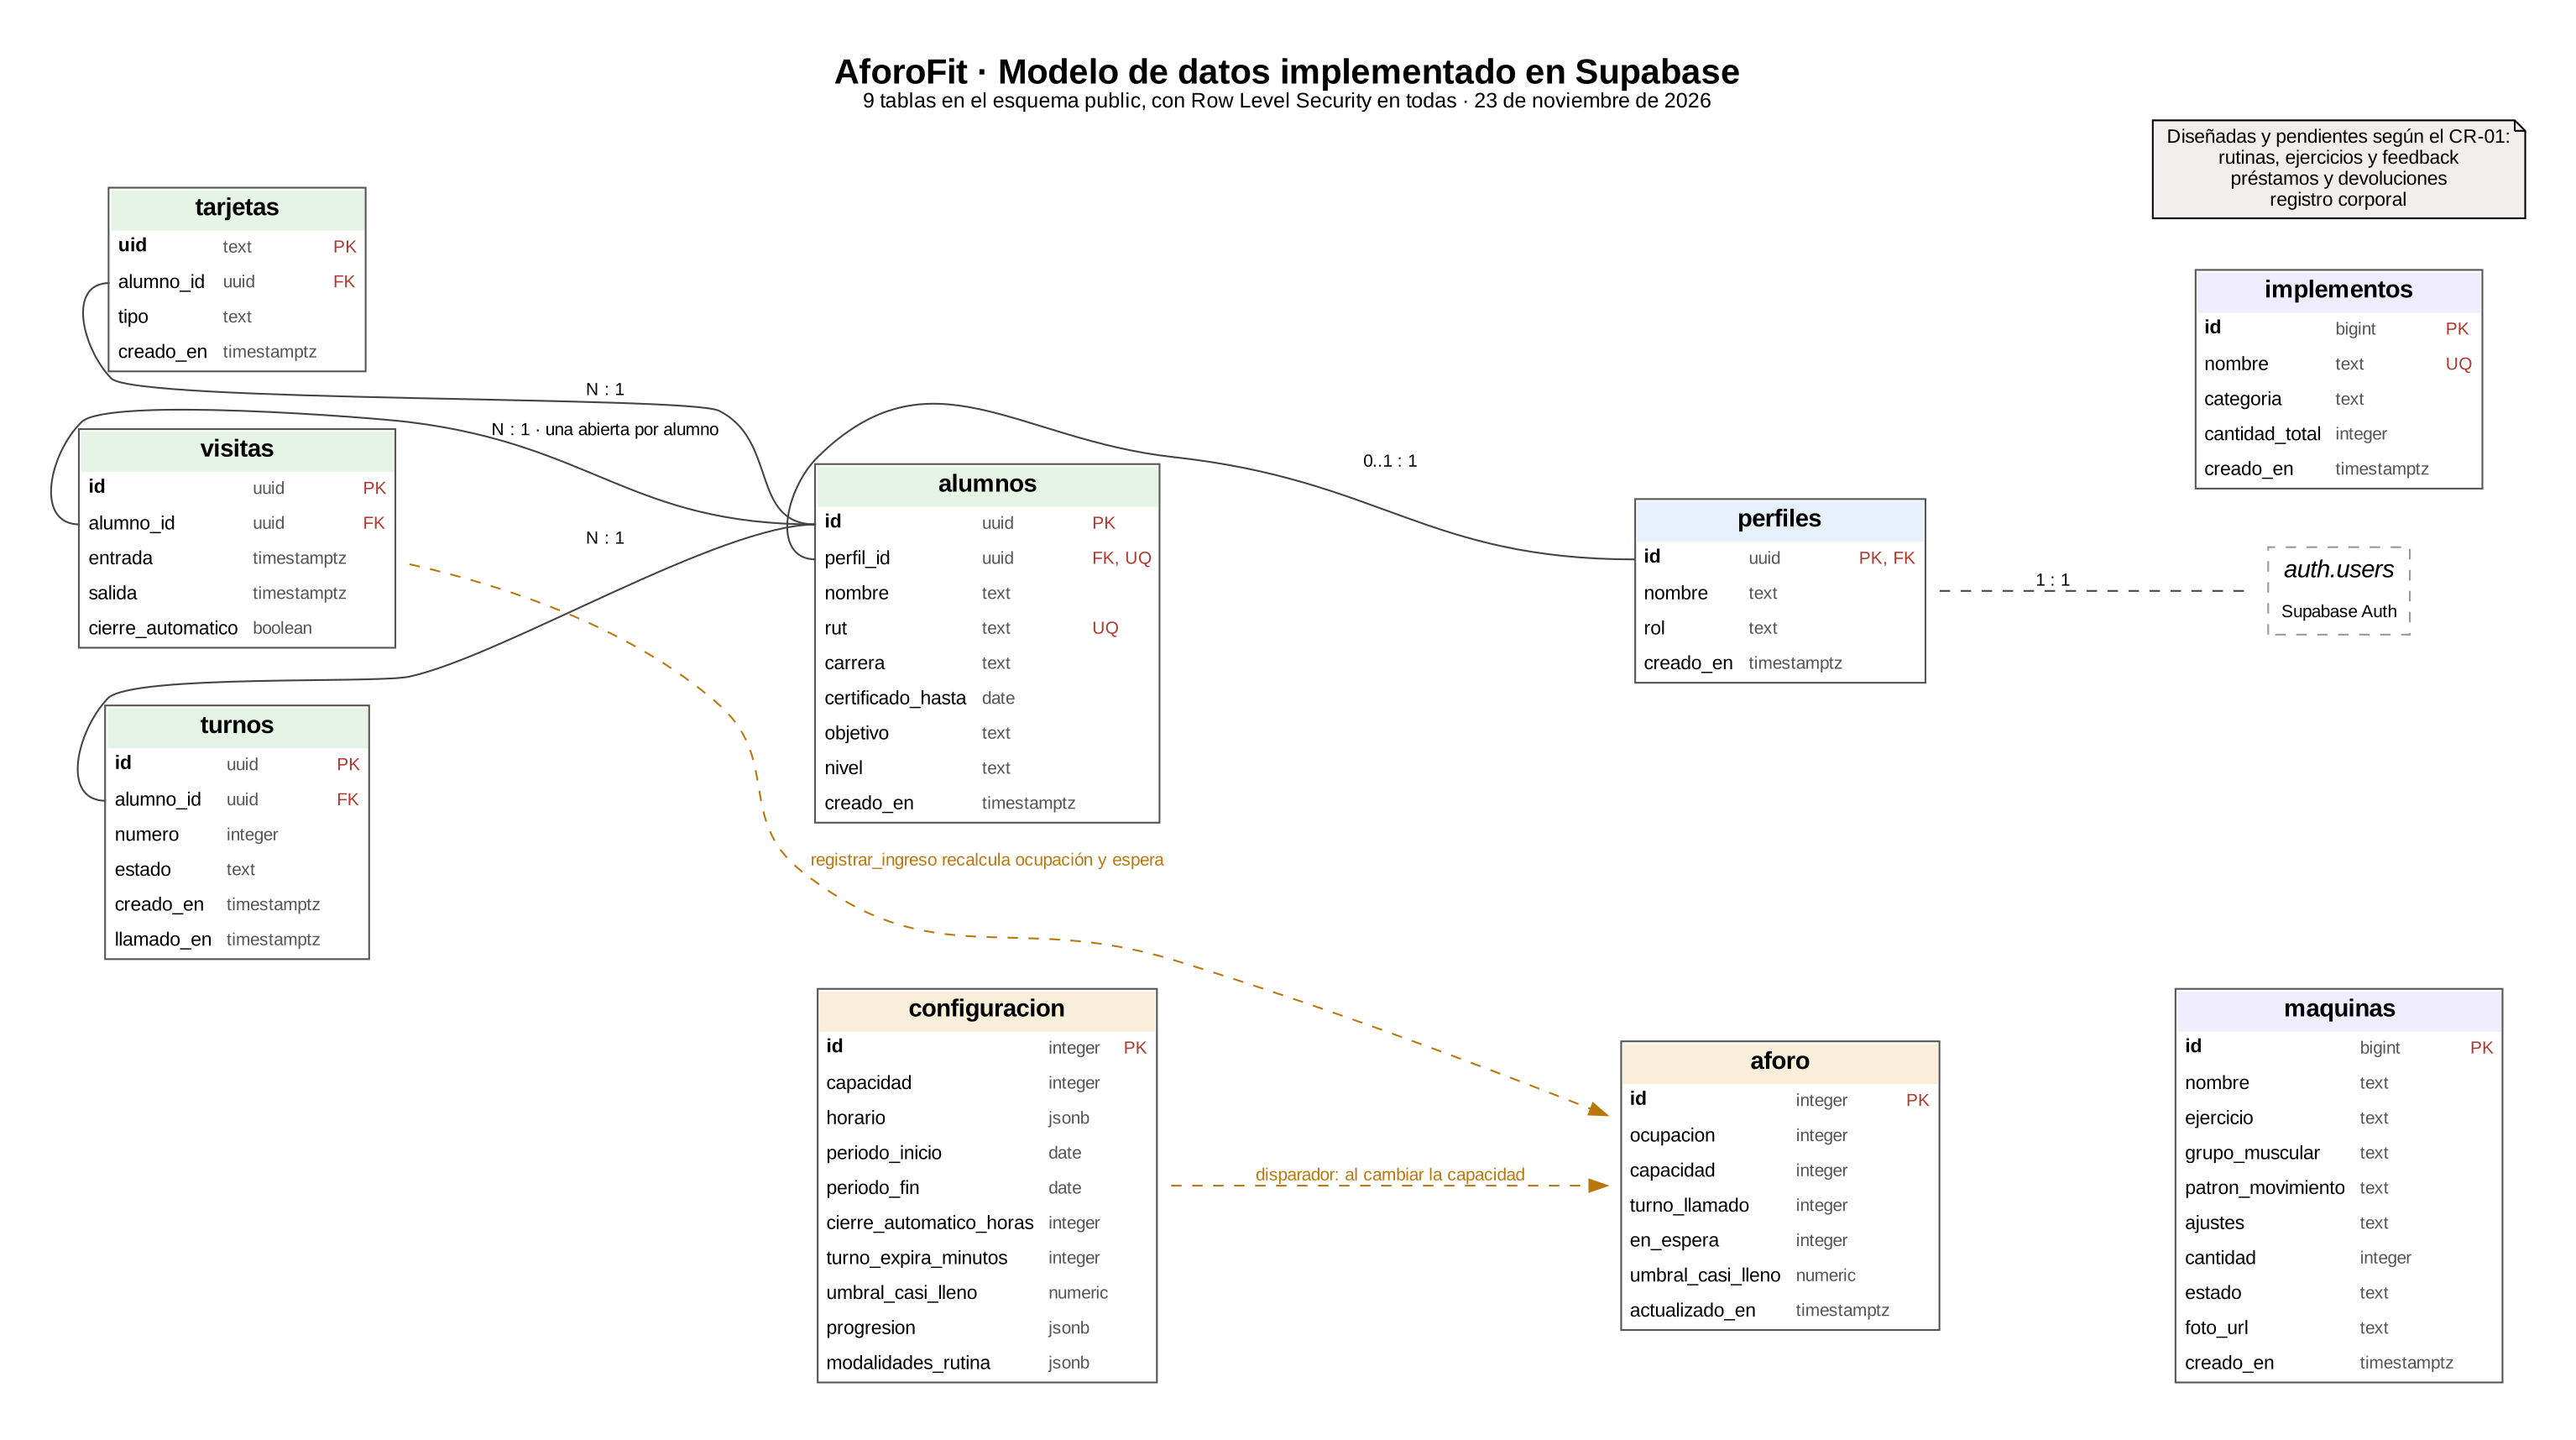 AforoFit · Modelo de datos implementado en Supabase
9 tablas en el esquema public, con Row Level Security en todas · 23 de noviembre de 2026
Diseñadas y pendientes según el CR-01:
rutinas, ejercicios y feedback
préstamos y devoluciones
registro corporal
tarjetas
uid text PK
alumno_id uuid FK
tipo text
creado_en timestamptz
N : 1
visitas
id uuid PK
alumno_id uuid FK
entrada timestamptz
salida timestamptz
cierre_automatico boolean
N : 1 · una abierta por alumno
turnos
id uuid PK
alumno_id uuid FK
numero integer
estado text
creado_en timestamptz
llamado_en timestamptz
N : 1
alumnos
id uuid PK
perfil_id uuid FK, UQ
nombre text
rut text UQ
carrera text
certificado_hasta date
objetivo text
nivel text
creado_en timestamptz
0..1 : 1
perfiles
id uuid PK, FK
nombre text
rol text
creado_en timestamptz
1 : 1
auth.users
Supabase Auth
implementos
id bigint PK
nombre text UQ
categoria text
cantidad_total integer
creado_en timestamptz
registrar_ingreso recalcula ocupación y espera
configuracion
id integer PK
capacidad integer
horario jsonb
periodo_inicio date
periodo_fin date
cierre_automatico_horas integer
turno_expira_minutos integer
umbral_casi_lleno numeric
progresion jsonb
modalidades_rutina jsonb
disparador: al cambiar la capacidad
aforo
id integer PK
ocupacion integer
capacidad integer
turno_llamado integer
en_espera integer
umbral_casi_lleno numeric
actualizado_en timestamptz
maquinas
id bigint PK
nombre text
ejercicio text
grupo_muscular text
patron_movimiento text
ajustes text
cantidad integer
estado text
foto_url text
creado_en timestamptz